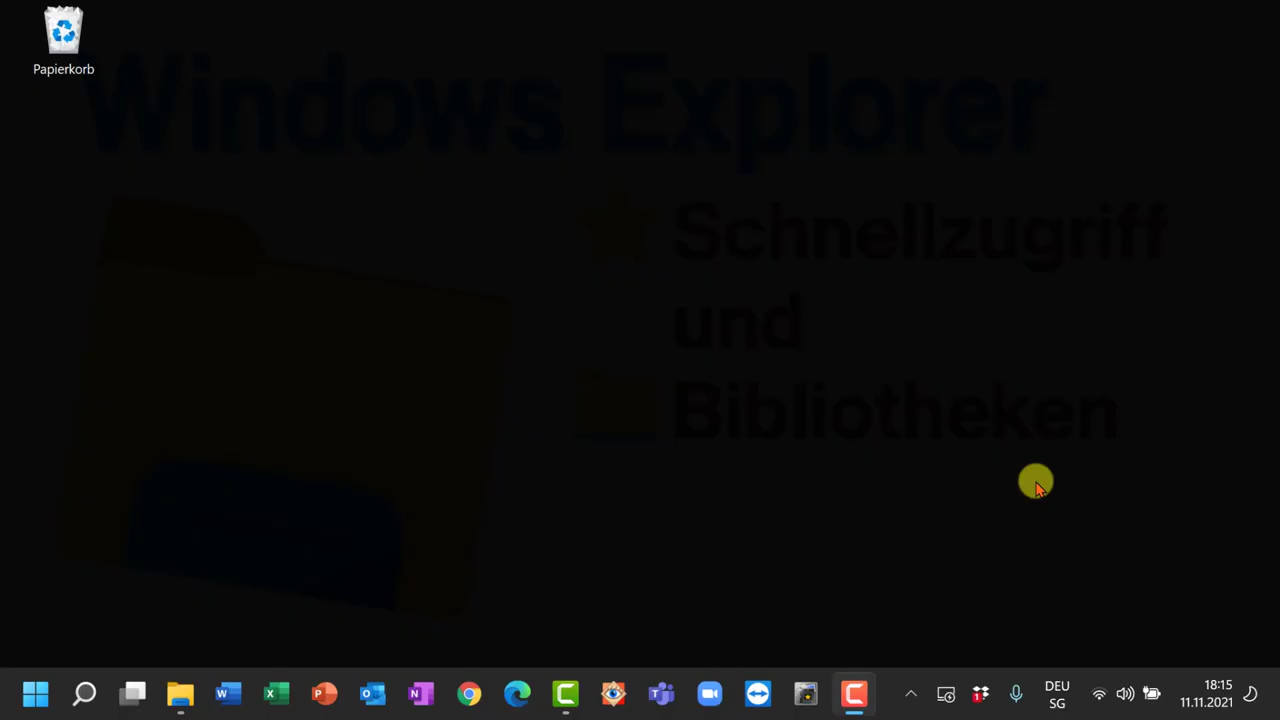 Papierkorb
Windows Explorer
Schnellzugriff
und
Bibliotheken
DEU
SG
18:15
11.11.2021